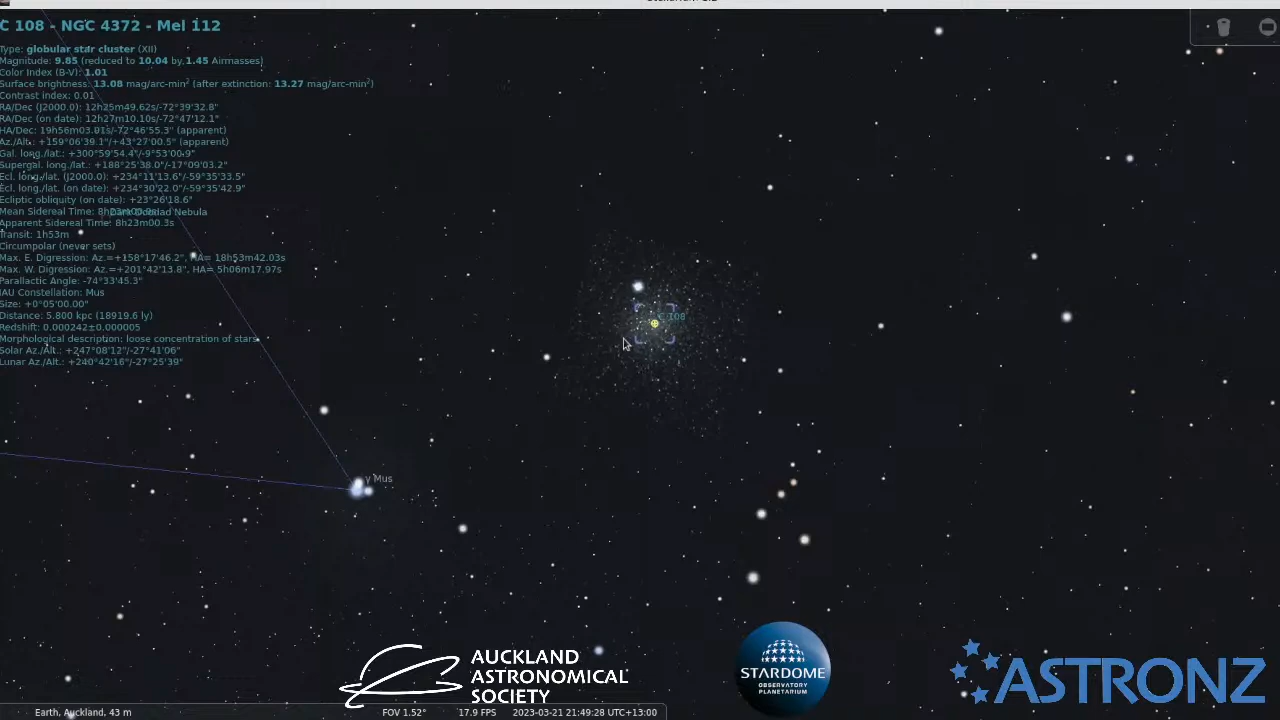 C 108 - NGC 4372 - Mel 112
Type: globular star cluster (XII)
Magnitude: 9.85 (reduced to 10.04 by 1.45 Airmasses)
Color Index (B-V): 1.01
Surface brightness: 13.08 mag/arc-min² (after extinction: 13.27 mag/arc-min²)
Contrast index: 0.01
RA/Dec (J2000.0): 12h25m49.62s/-72°39'32.8"
RA/Dec (on date): 12h27m10.10s/-72°47'12.1"
HA/Dec: 19h56m03.01s/-72°46'55.3" (apparent)
Az./Alt.: +159°06'39.1"/+43°27'00.5" (apparent)
Gal. long./lat.: +300°59'54.4"/-9°53'00.9"
Supergal. long./lat.: +188°25'38.0"/-17°09'03.2"
Ecl. long./lat. (J2000.0): +234°11'13.6"/-59°35'33.5"
Ecl. long./lat. (on date): +234°30'22.0"/-59°35'42.9"
Ecliptic obliquity (on date): +23°26'18.6"
Mean Sidereal Time: Nebula
Apparent Sidereal Time: 8h23m00.3s
Transit: 1h53m
Circumpolar (never sets)
Max. E. Digression: Az.=+158°17'46.2", HA= 18h53m42.03s
Max. W. Digression: Az.=+201°42'13.8", HA= 5h06m17.97s
Parallactic Angle: -74°33'45.3"
IAU Constellation: Mus
Size: +0°05'00.00"
Distance: 5.800 kpc (18919.6 ly)
Redshift: 0.000242±0.000005
Morphological description: loose concentration of stars
Solar Az./Alt.: +247°08'12"/-27°41'06"
Lunar Az./Alt.: +240°42'16"/-27°25'39"
C 108
γ Mus
AUCKLAND
ASTRONOMICAL
SOCIETY
STARDOME
OBSERVATORY
PLANETARIUM
ASTRONZ
Earth, Auckland, 43 m
FOV 1.52°
17.9 FPS
2023-03-21 21:49:28 UTC+13:00